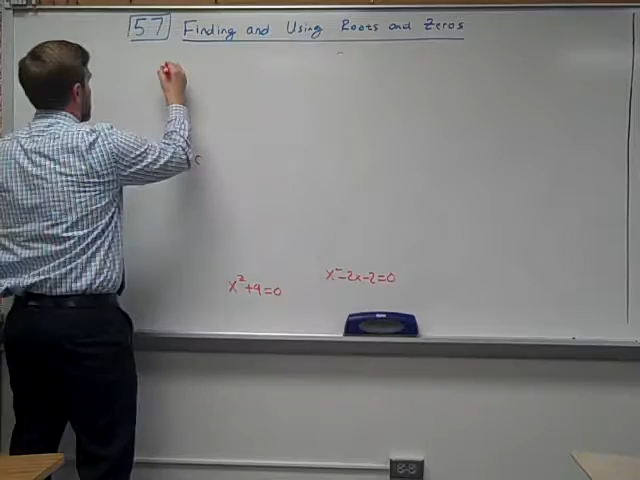 57 Finding and Using Roots and Zeros
x²+9=0
x²-2x-2=0